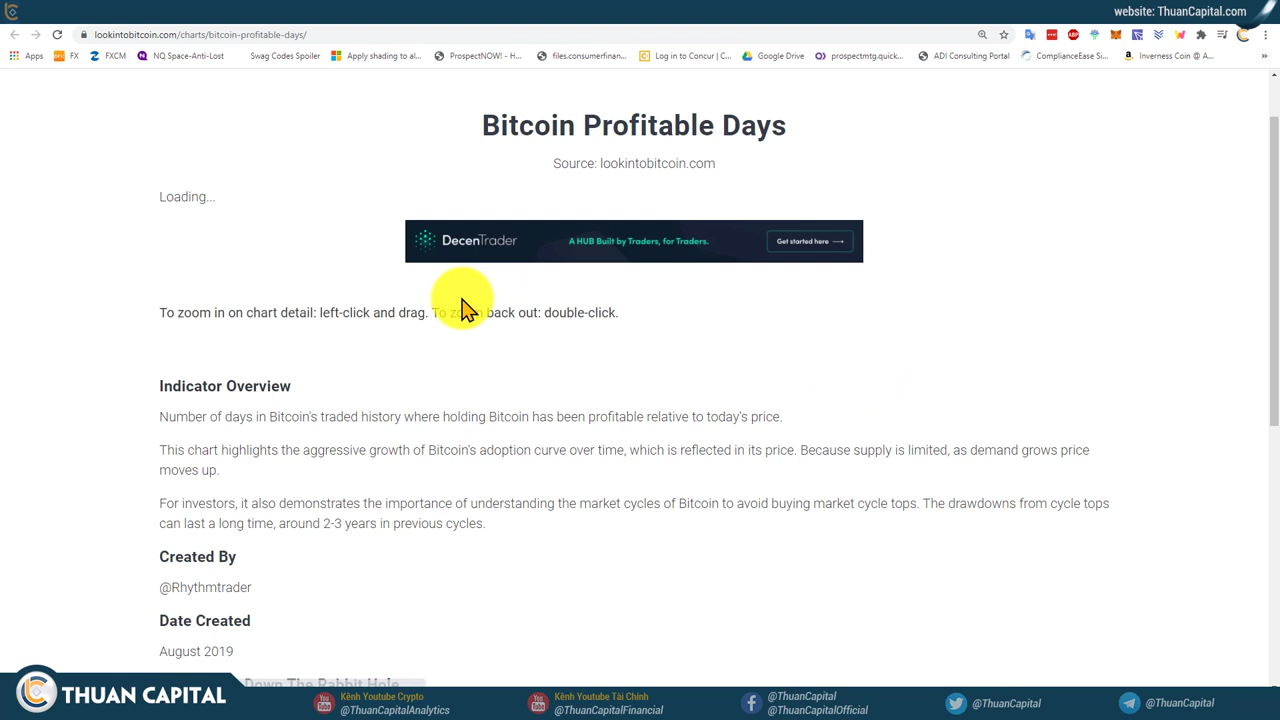 website: ThuanCapital.com
lookintobitcoin.com/charts/bitcoin-profitable-days/
Apps FX FXCM NQ Space-Anti-Lost Swag Codes Spoiler Apply shading to al... ProspectNOW! - H... files.consumerfinan... Log in to Concur | C... Google Drive prospectmtg.quick... ADI Consulting Portal ComplianceEase Si... Inverness Coin @ A... »
Bitcoin Profitable Days
Source: lookintobitcoin.com
Loading...
DecenTrader A HUB Built by Traders, for Traders. Get started here
To zoom in on chart detail: left-click and drag. To zoom back out: double-click.
Indicator Overview
Number of days in Bitcoin's traded history where holding Bitcoin has been profitable relative to today's price.
This chart highlights the aggressive growth of Bitcoin's adoption curve over time, which is reflected in its price. Because supply is limited, as demand grows price
moves up.
For investors, it also demonstrates the importance of understanding the market cycles of Bitcoin to avoid buying market cycle tops. The drawdowns from cycle tops
can last a long time, around 2-3 years in previous cycles.
Created By
@Rhythmtrader
Date Created
August 2019
Down The Rabbit Hole
THUAN CAPITAL
Kênh Youtube Crypto
@ThuanCapitalAnalytics
Kênh Youtube Tài Chính
@ThuanCapitalFinancial
@ThuanCapital
@ThuanCapitalOfficial
@ThuanCapital
@ThuanCapital